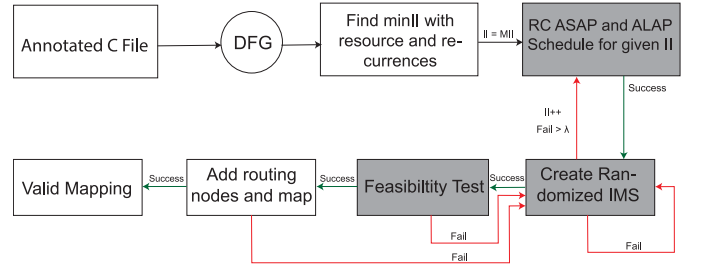 Annotated C File
DFG
Find minII with
resource and re-
currences
II = MII
RC ASAP and ALAP
Schedule for given II
Success
II++
Fail > λ
Valid Mapping
Success
Add routing
nodes and map
Success
Feasibiltity Test
Success
Create Ran-
domized IMS
Fail
Fail
Fail